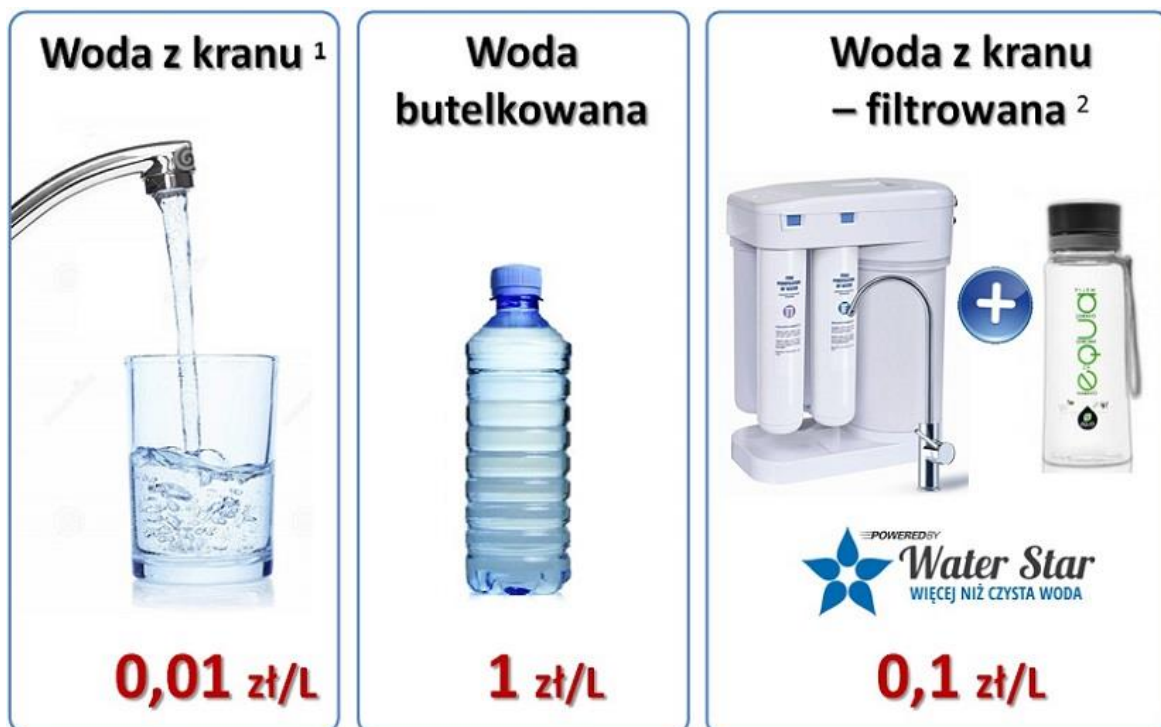 Woda z kranu 1
0,01 zł/L
Woda
butelkowana
1 zł/L
Woda z kranu
– filtrowana 2
equa
POWERED BY
Water Star
WIĘCEJ NIŻ CZYSTA WODA
0,1 zł/L